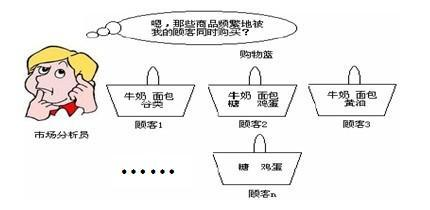 嗯，那些商品频繁地被
我的顾客同时购买？
购物篮
牛奶 面包
谷类
牛奶 面包
糖 鸡蛋
牛奶 面包
黄油
市场分析员
顾客1
顾客2
顾客3
......
糖 鸡蛋
顾客n